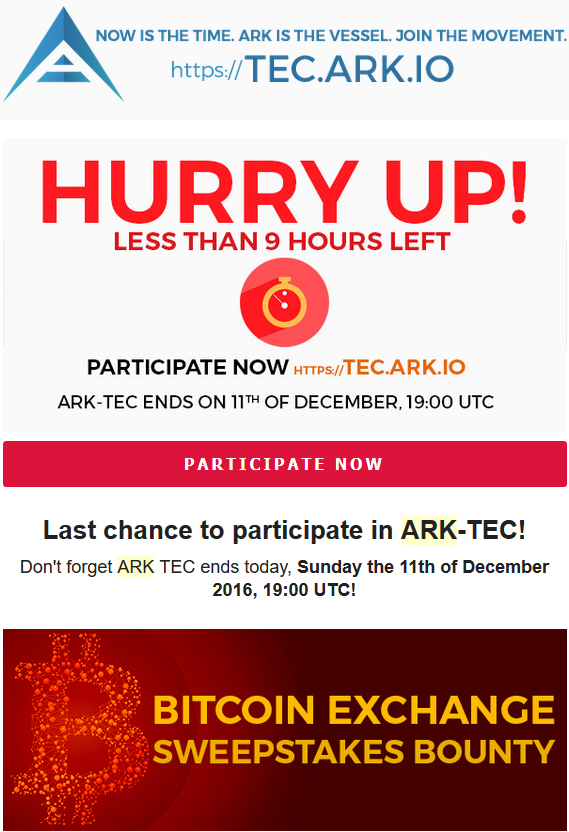 NOW IS THE TIME. ARK IS THE VESSEL. JOIN THE MOVEMENT.
https://TEC.ARK.IO
HURRY UP!
LESS THAN 9 HOURS LEFT
PARTICIPATE NOW HTTPS://TEC.ARK.IO
ARK-TEC ENDS ON 11TH OF DECEMBER, 19:00 UTC
PARTICIPATE NOW
Last chance to participate in ARK-TEC!
Don't forget ARK TEC ends today, Sunday the 11th of December
2016, 19:00 UTC!
BITCOIN EXCHANGE
SWEEPSTAKES BOUNTY